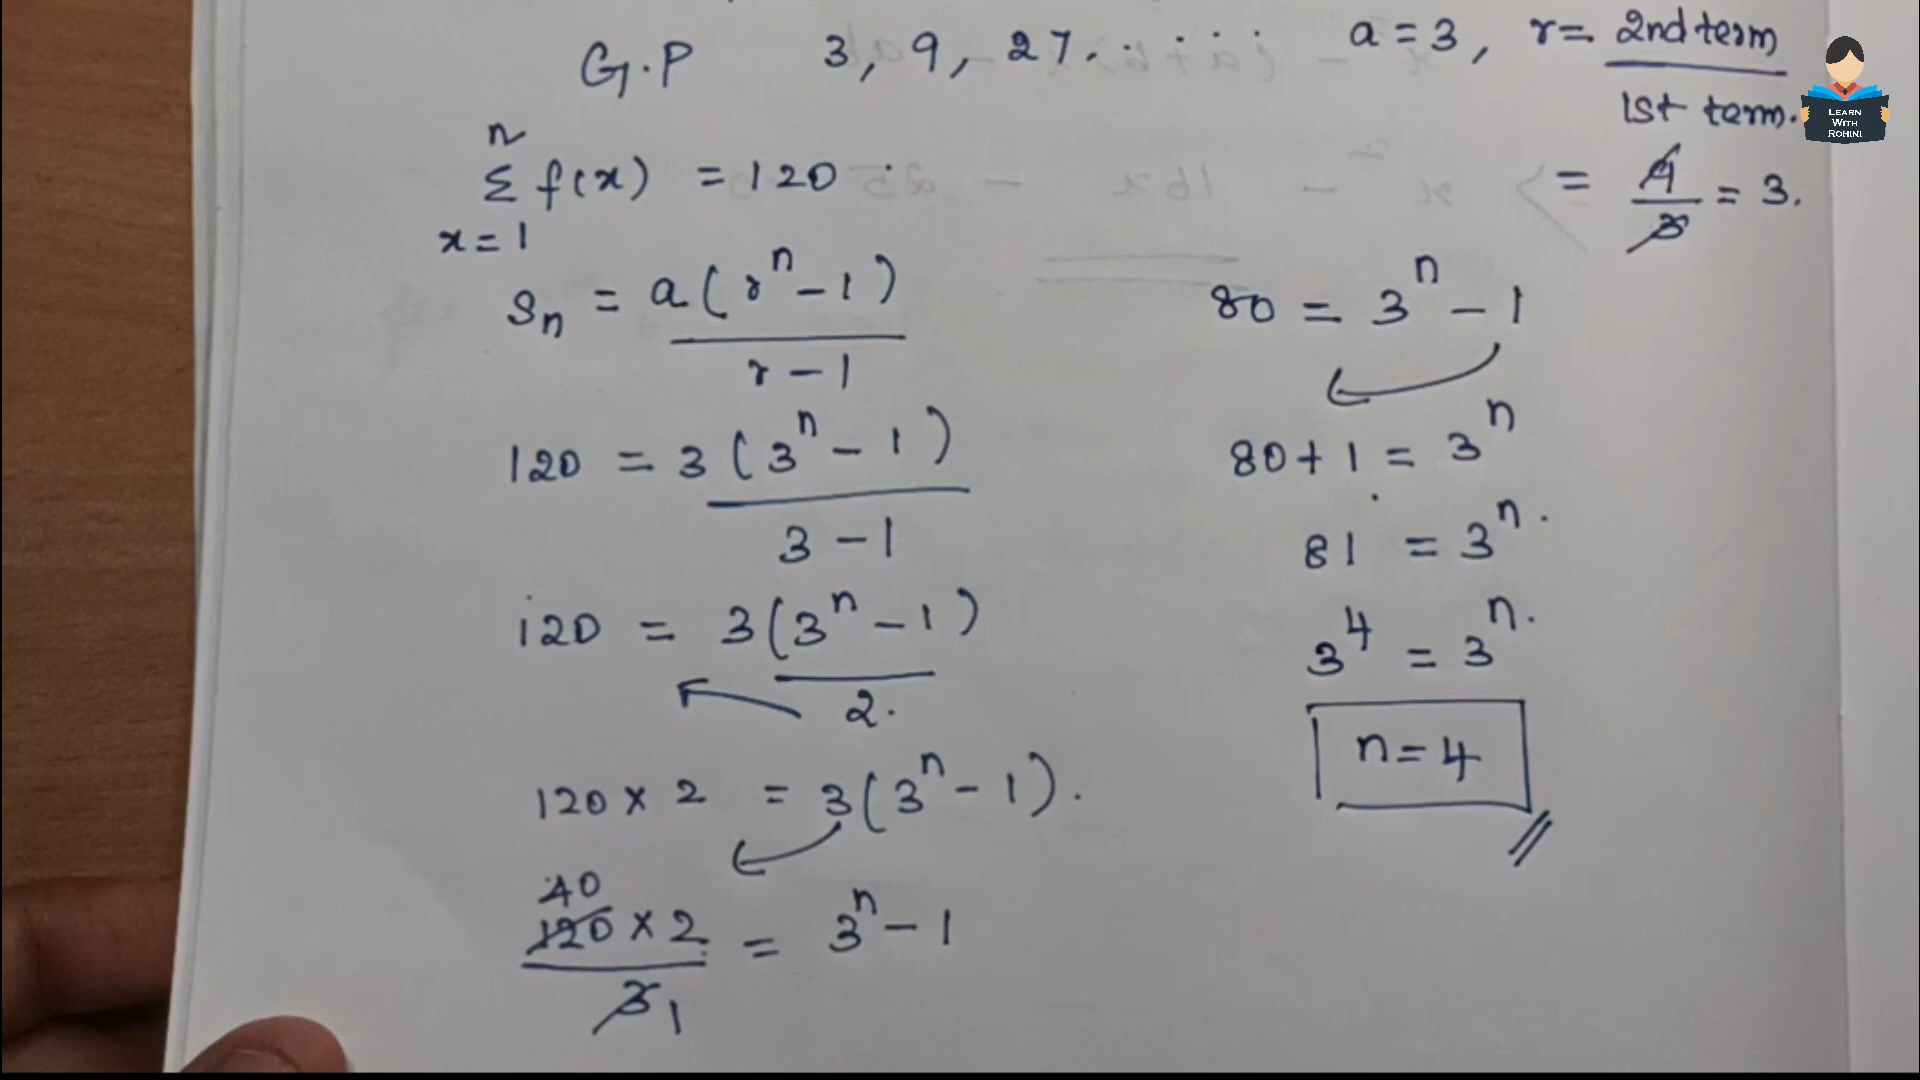 G.P 3, 9, 27. . . . . a = 3, r = 2nd term / 1st term.
n
Σ f(x) = 120
x = 1
= 9/3 = 3.
Sn = a(r^n - 1) / r - 1
120 = 3(3^n - 1) / 3 - 1
120 = 3(3^n - 1) / 2.
120 × 2 = 3(3^n - 1).
40
120 × 2 / 3 1 = 3^n - 1
80 = 3^n - 1
80 + 1 = 3^n
81 = 3^n.
3^4 = 3^n.
n = 4
LEARN
WITH
ROHINI